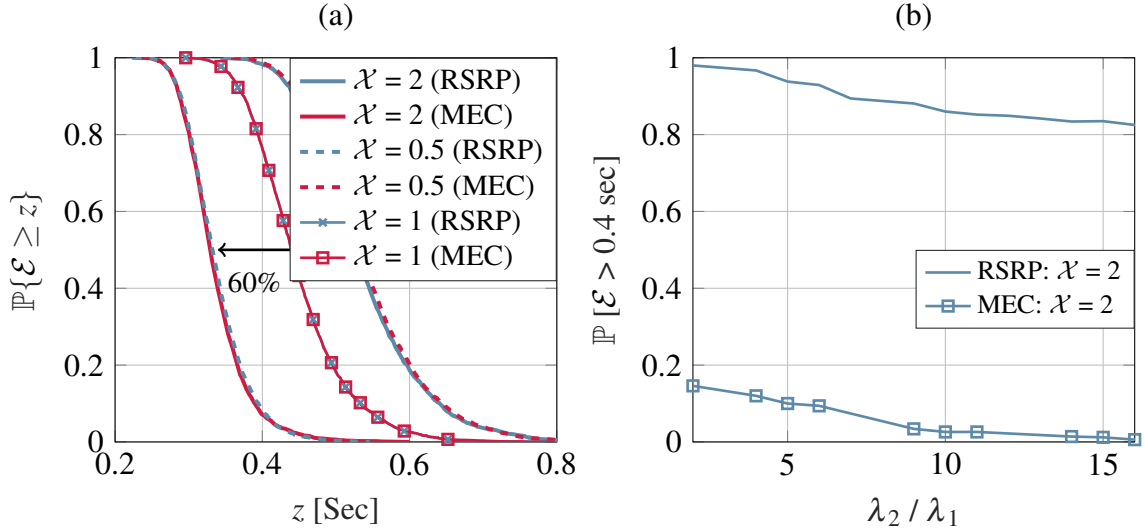 (a)
1
0.8
0.6
0.4
0.2
0
0.2
0.4
0.6
0.8
ℙ{ℰ ≥ z}
z [Sec]
𝒳 = 2 (RSRP)
𝒳 = 2 (MEC)
𝒳 = 0.5 (RSRP)
𝒳 = 0.5 (MEC)
𝒳 = 1 (RSRP)
𝒳 = 1 (MEC)
60%
(b)
1
0.8
0.6
0.4
0.2
0
5
10
15
ℙ [ℰ > 0.4 sec]
λ₂ / λ₁
RSRP: 𝒳 = 2
MEC: 𝒳 = 2